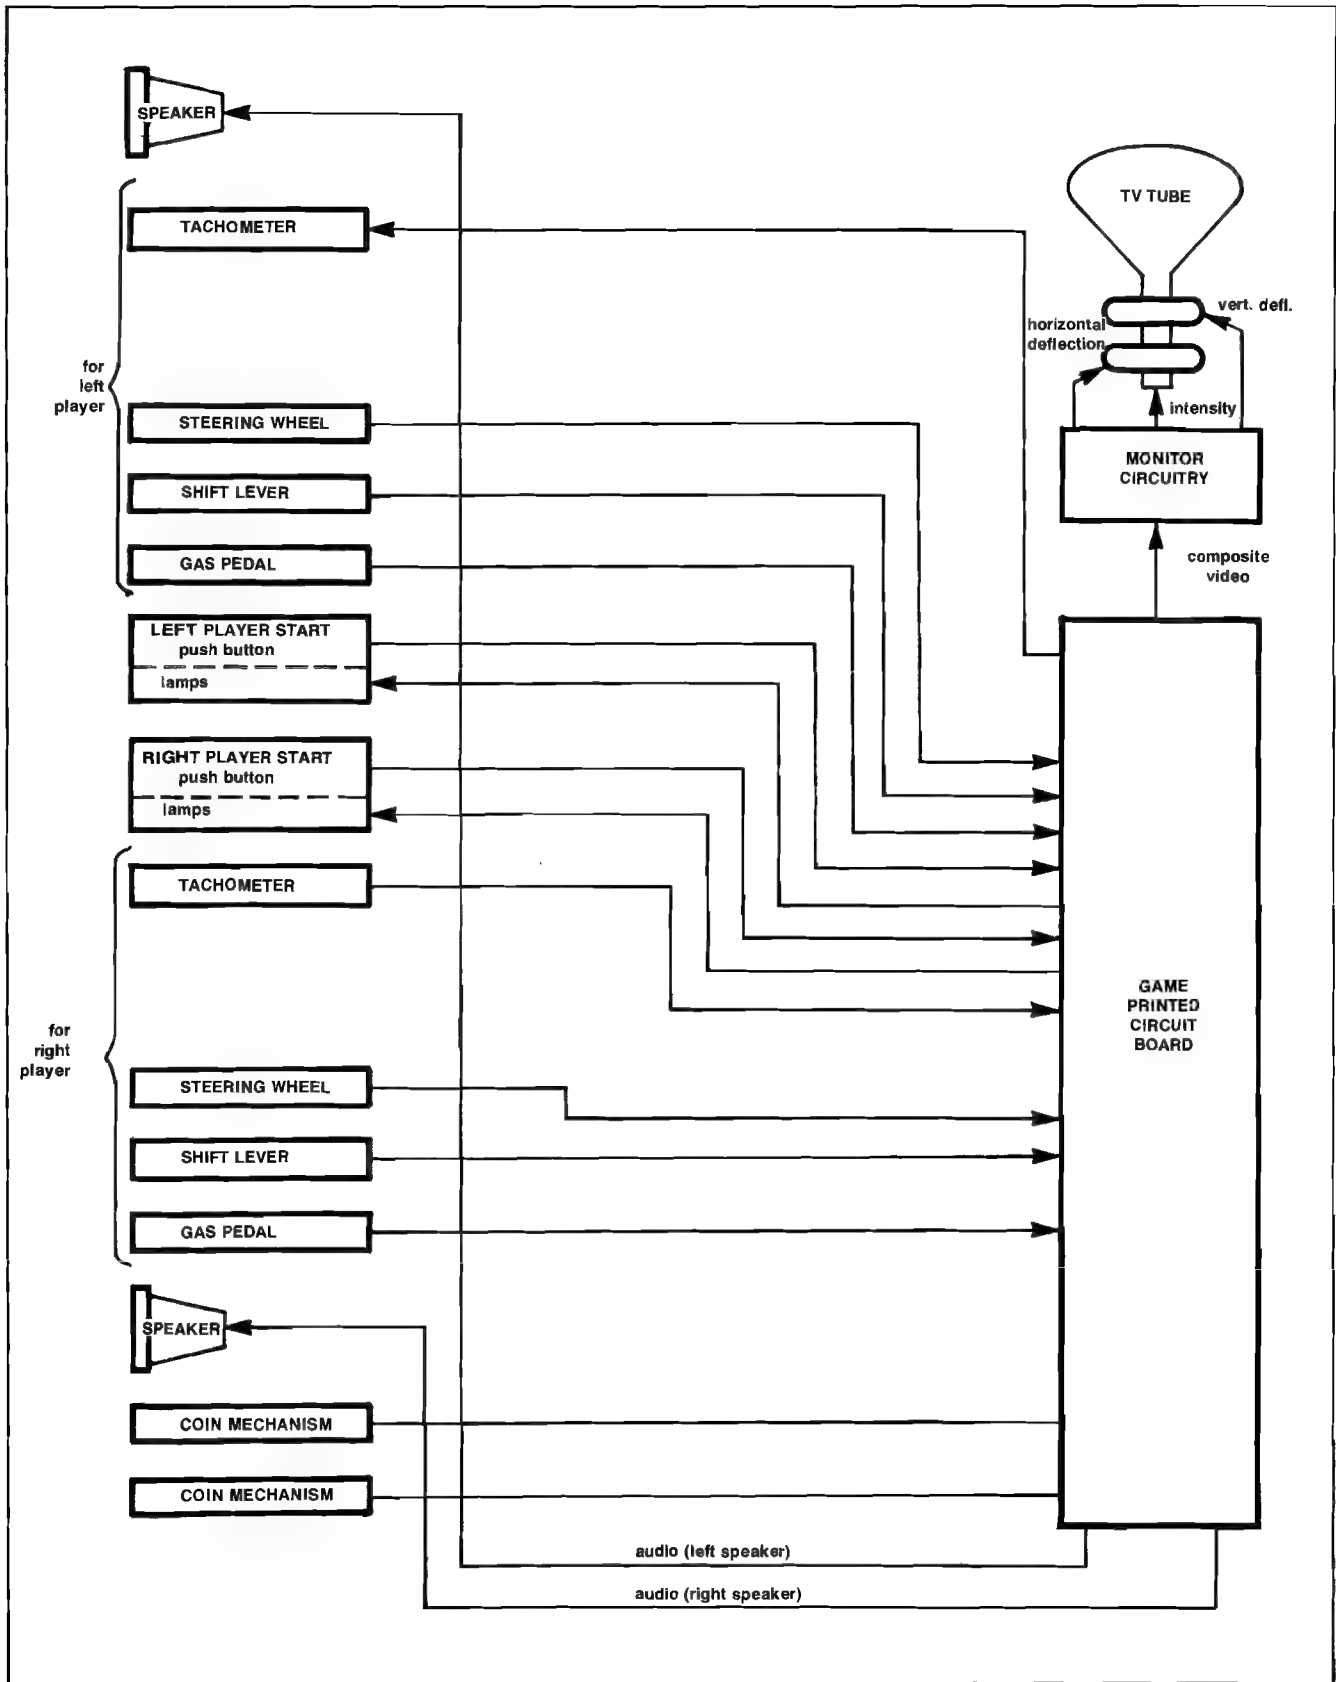 SPEAKER
TV TUBE
TACHOMETER
vert. defl.
horizontal
deflection
for
left
player
intensity
STEERING WHEEL
MONITOR
CIRCUITRY
SHIFT LEVER
GAS PEDAL
composite
video
LEFT PLAYER START
push button
lamps
RIGHT PLAYER START
push button
lamps
TACHOMETER
GAME
PRINTED
CIRCUIT
BOARD
for
right
player
STEERING WHEEL
SHIFT LEVER
GAS PEDAL
SPEAKER
COIN MECHANISM
COIN MECHANISM
audio (left speaker)
audio (right speaker)